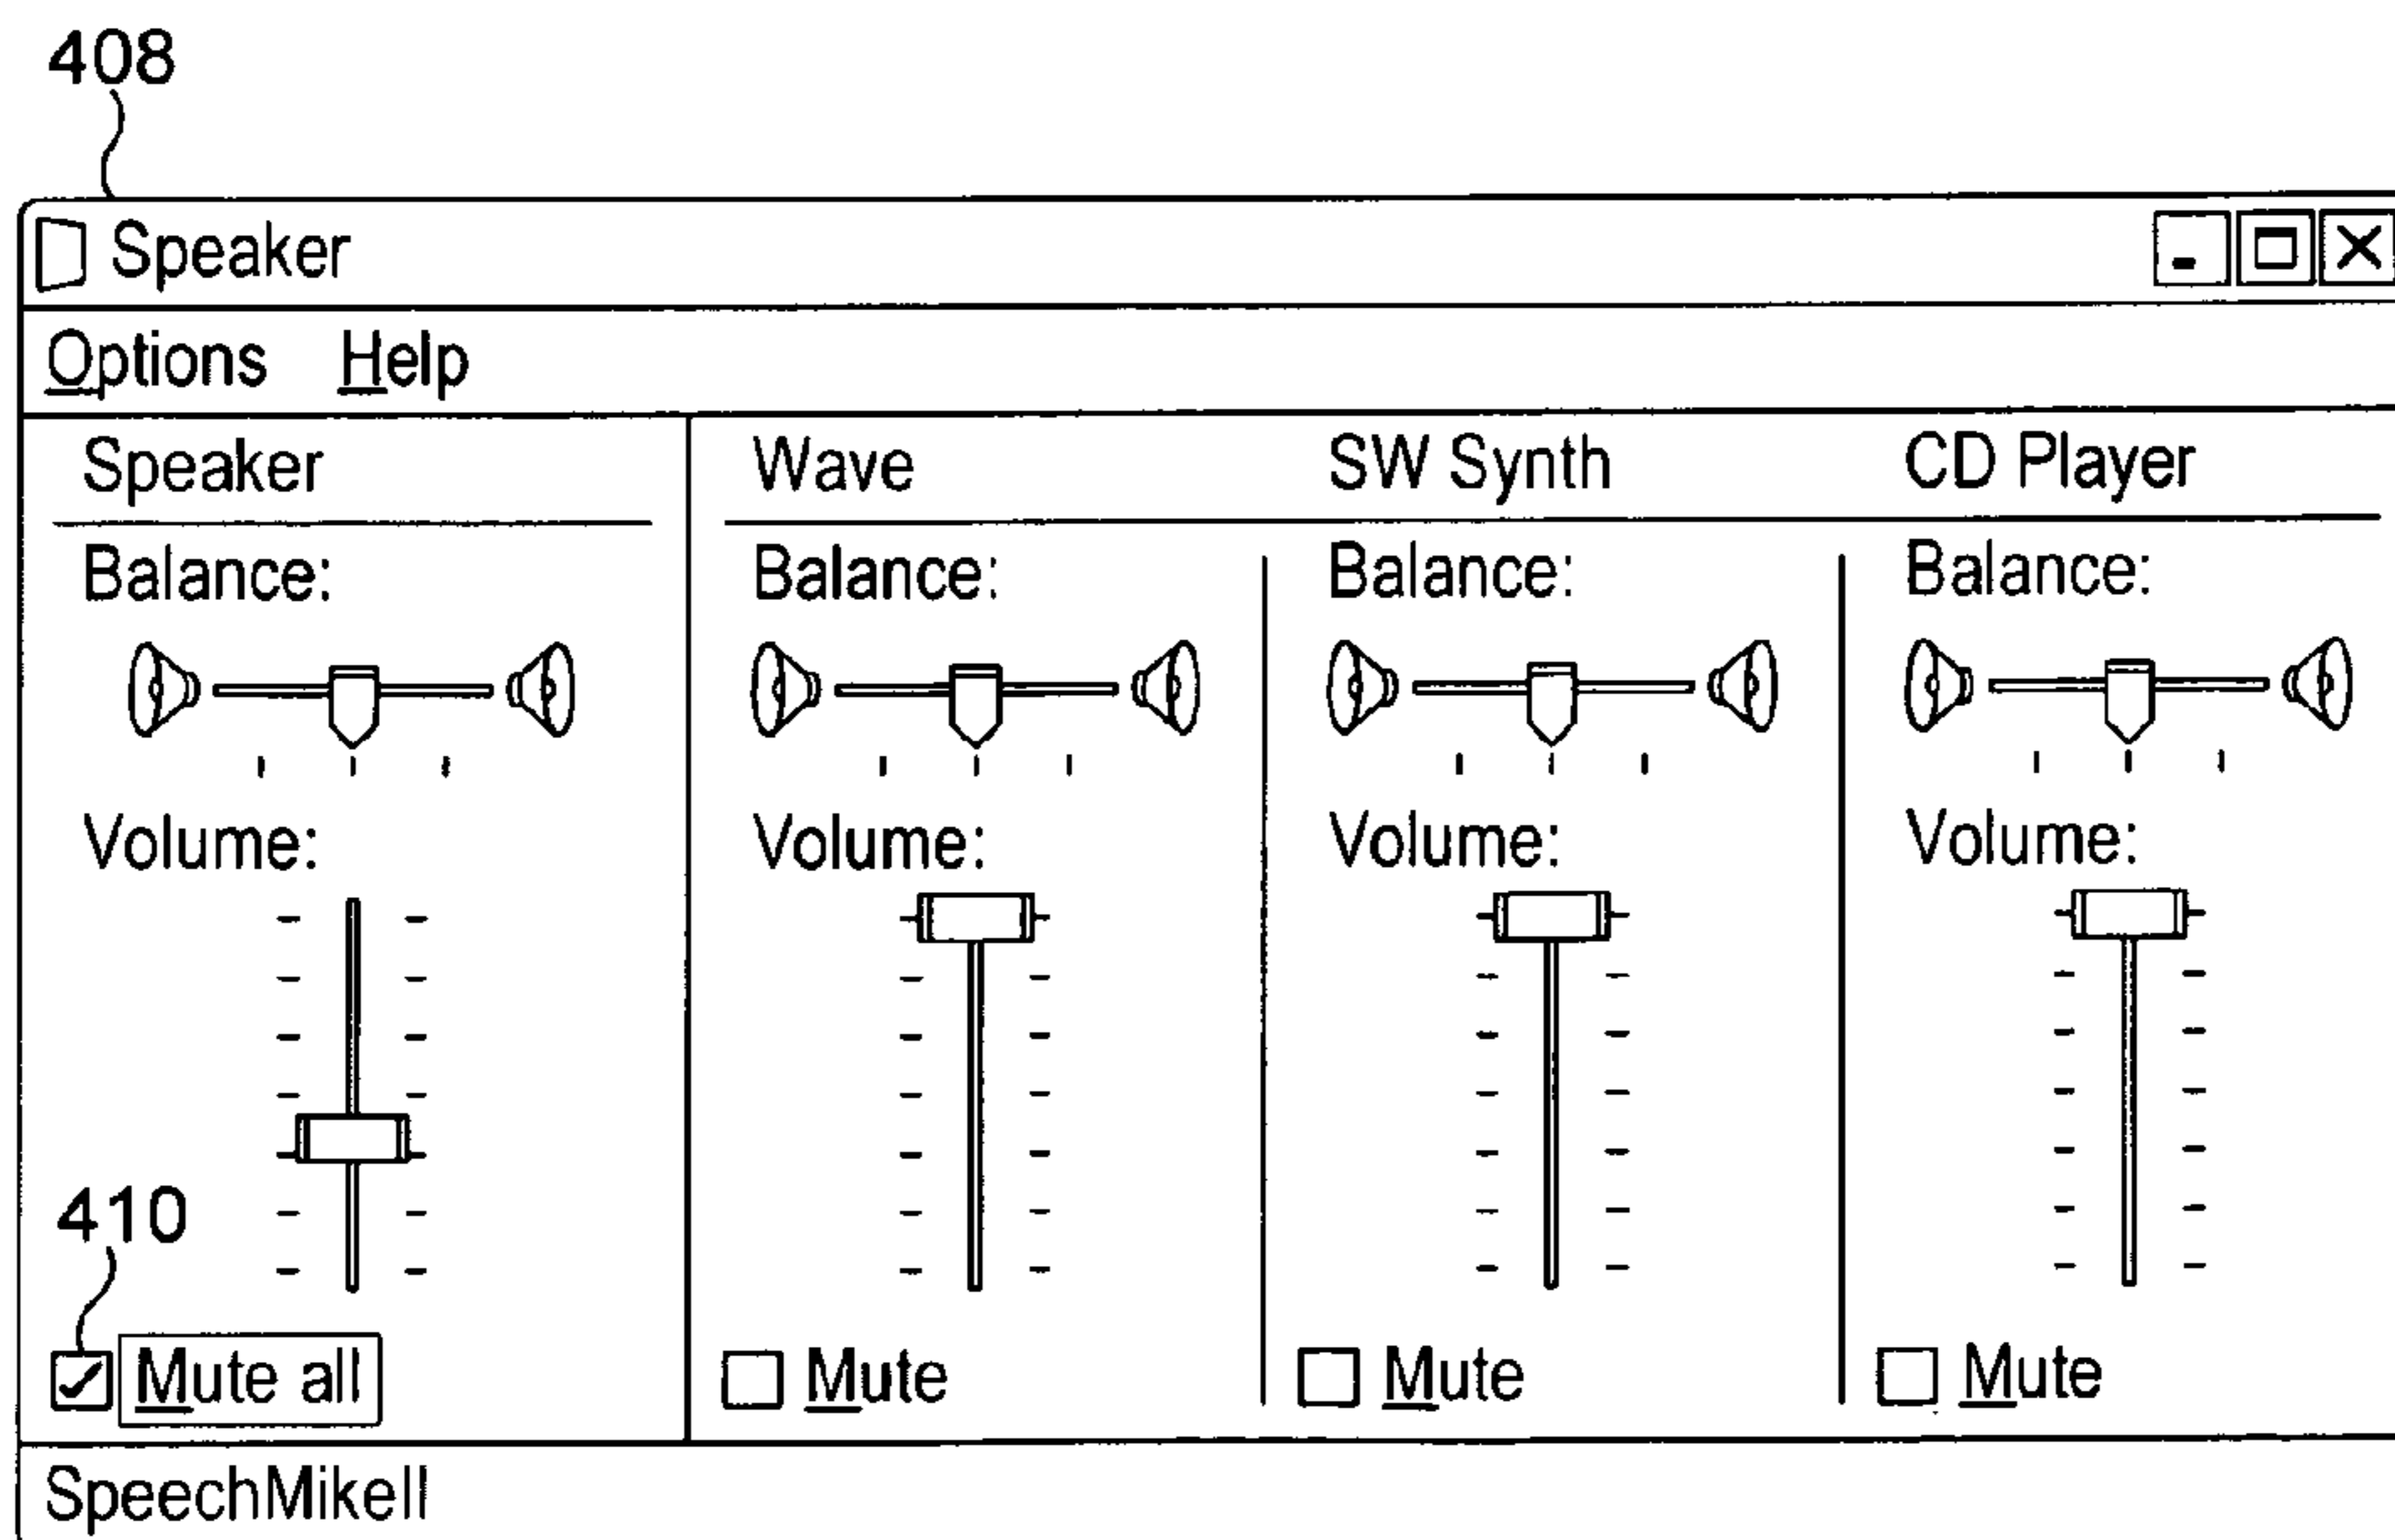 408
Speaker
Options Help
Speaker Wave SW Synth CD Player
Balance: Balance: Balance: Balance:
Volume: Volume: Volume: Volume:
410
Mute all Mute Mute Mute
SpeechMikeII